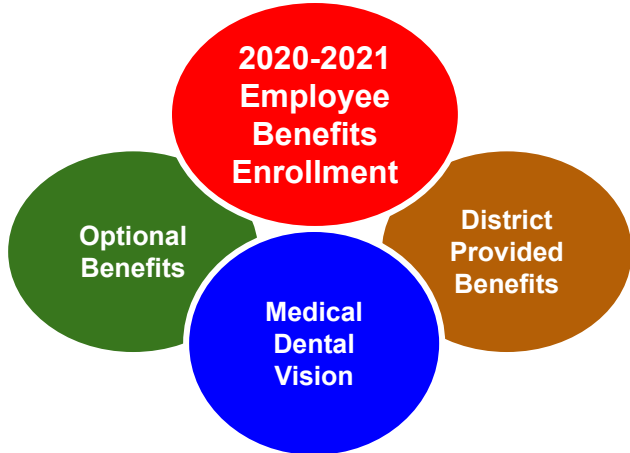 2020-2021
Employee
Benefits
Enrollment
Optional
Benefits
District
Provided
Benefits
Medical
Dental
Vision